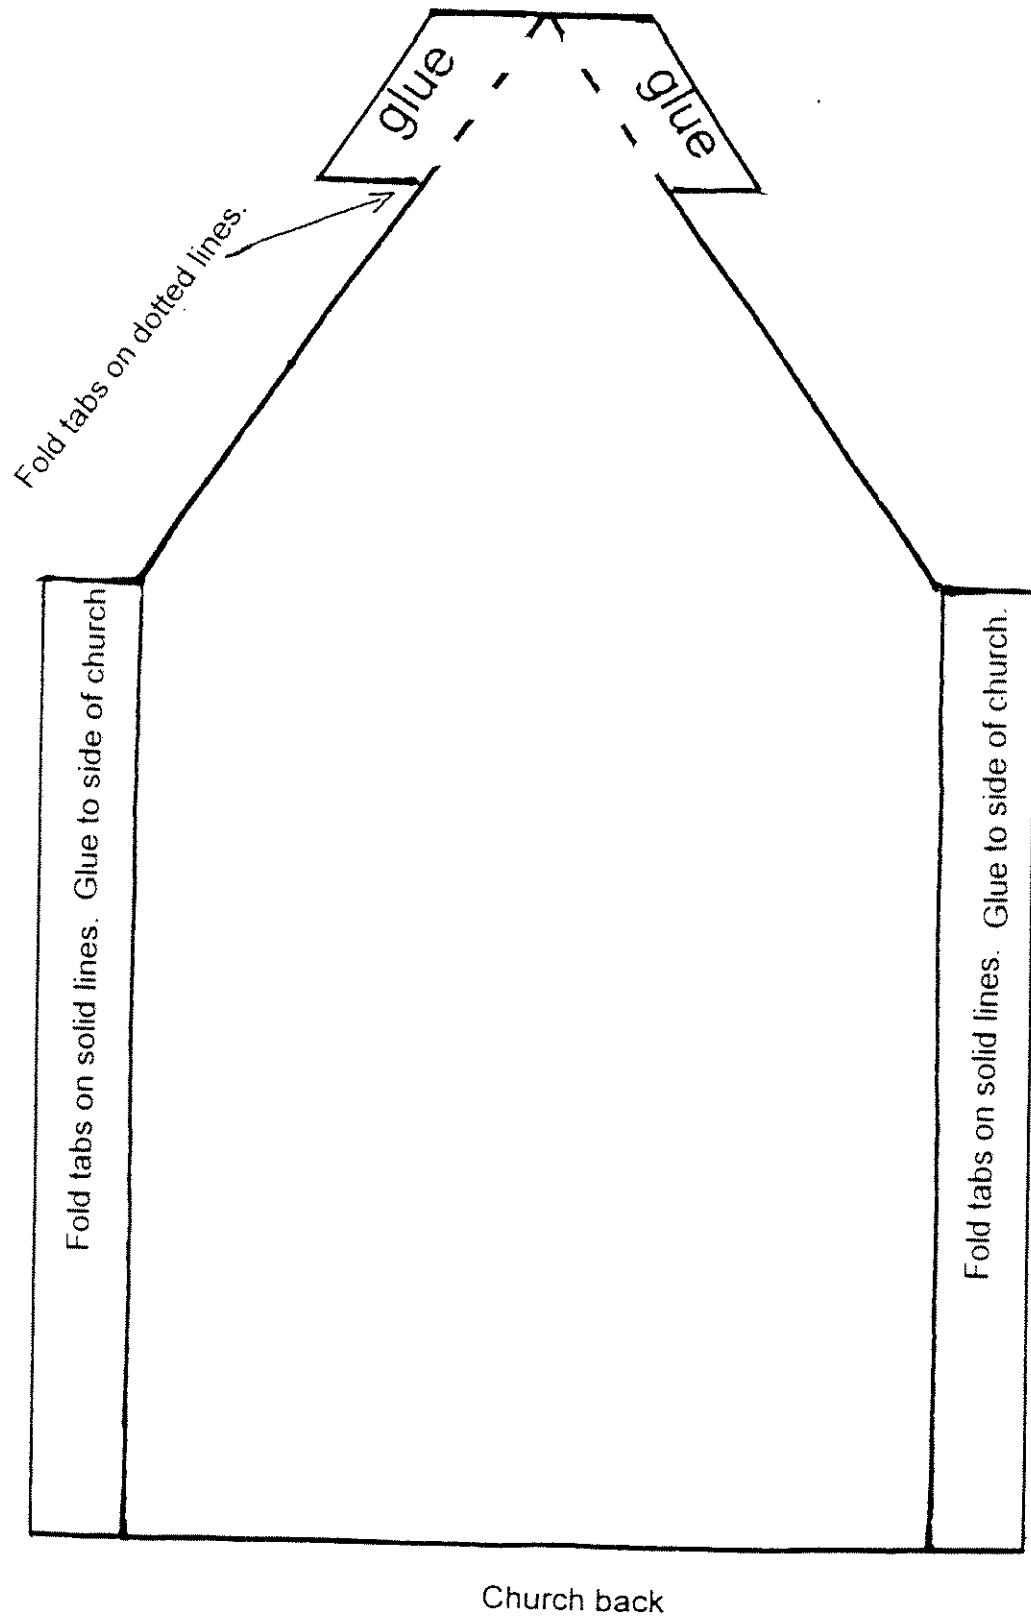 glue
glue
Fold tabs on dotted lines.
Fold tabs on solid lines. Glue to side of church
Fold tabs on solid lines. Glue to side of church.
Church back